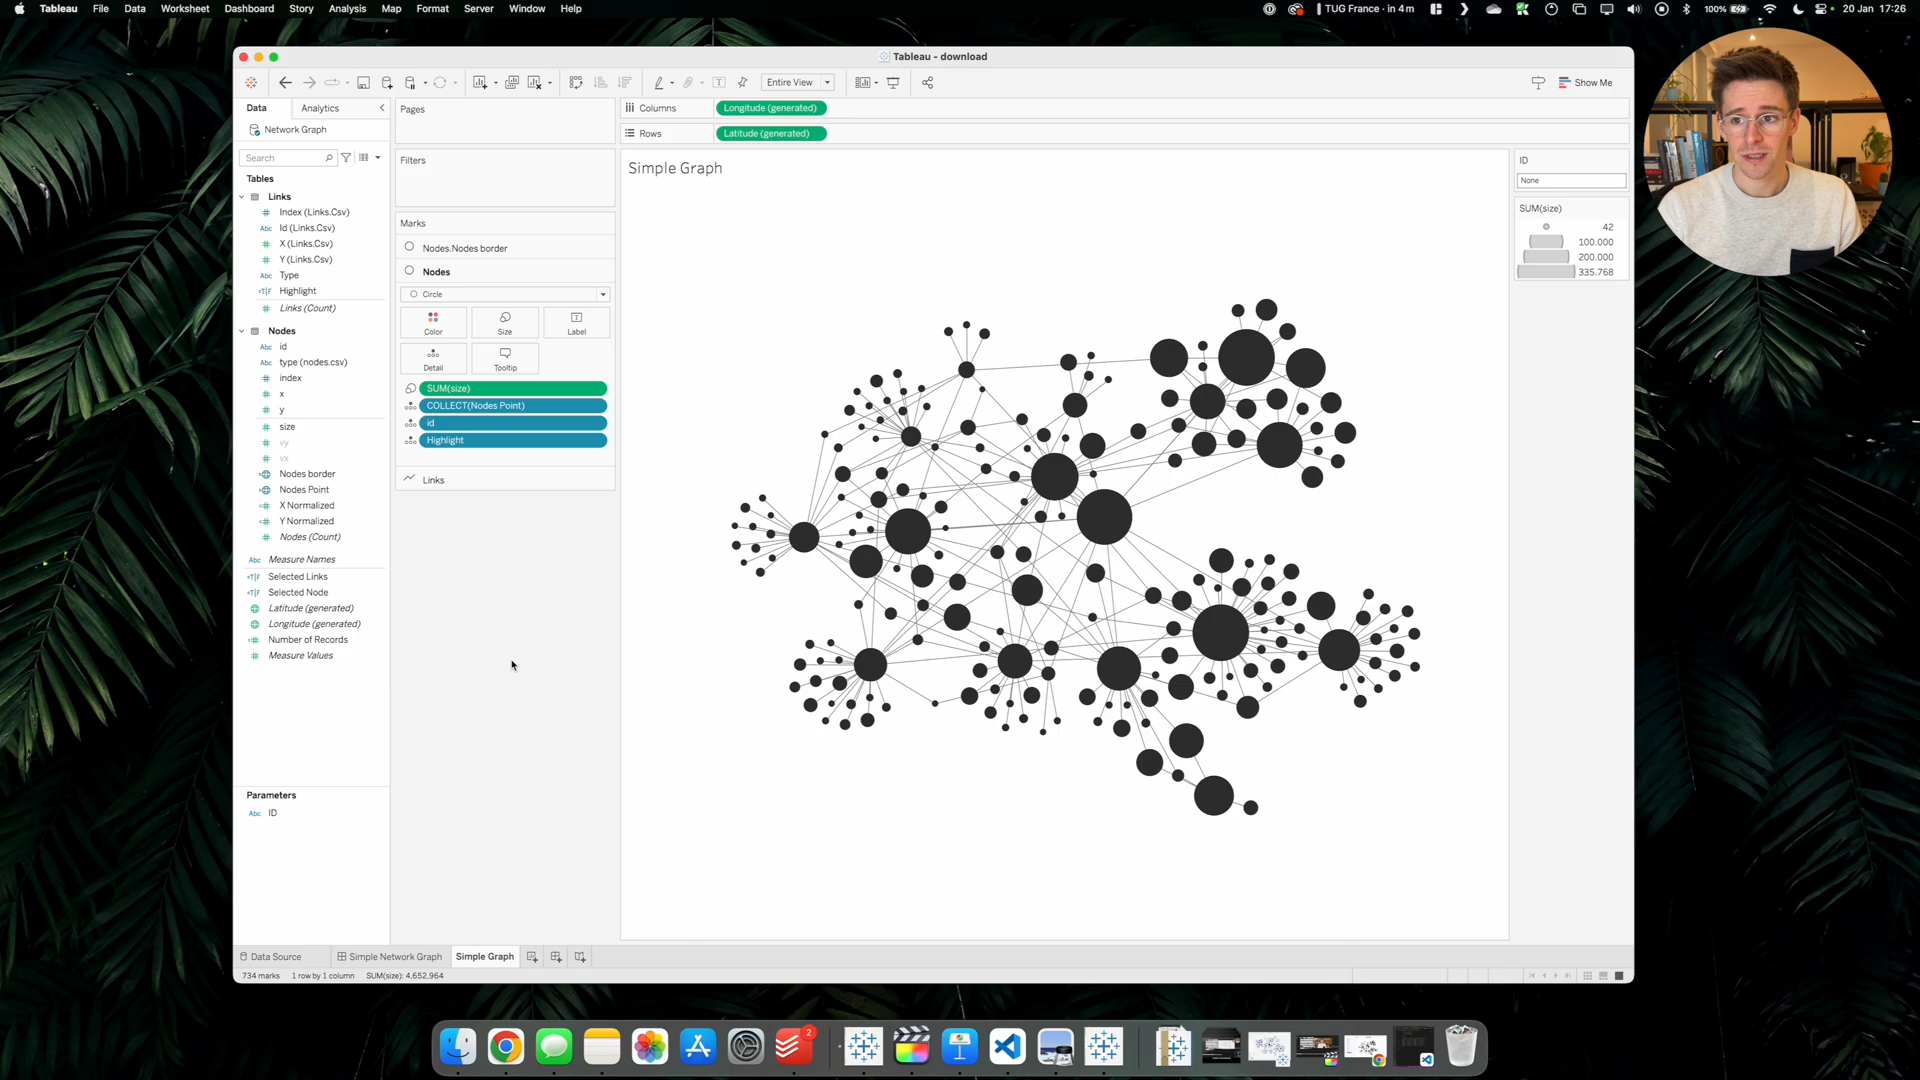 Tableau File Data Worksheet Dashboard Story Analysis Map Format Server Window Help
TUG France · in 4m 100% 20 Jan 17:26
Tableau - download
Entire View
Show Me
Data Analytics
Network Graph
Search
Tables
Links
Index (Links.Csv)
Abc Id (Links.Csv)
X (Links.Csv)
Y (Links.Csv)
Abc Type
Highlight
Links (Count)
Nodes
Abc id
Abc type (nodes.csv)
index
x
y
size
vy
vx
Nodes border
Nodes Point
X Normalized
Y Normalized
Nodes (Count)
Abc Measure Names
Selected Links
Selected Node
Latitude (generated)
Longitude (generated)
Number of Records
Measure Values
Parameters
Abc ID
Pages
Filters
Marks
Nodes.Nodes border
Nodes
Circle
Color Size Label
Detail Tooltip
SUM(size)
COLLECT(Nodes Point)
id
Highlight
Links
Columns Longitude (generated)
Rows Latitude (generated)
Simple Graph
ID
None
SUM(size)
42
100.000
200.000
335.768
Data Source Simple Network Graph Simple Graph
734 marks 1 row by 1 column SUM(size): 4,652,964
2